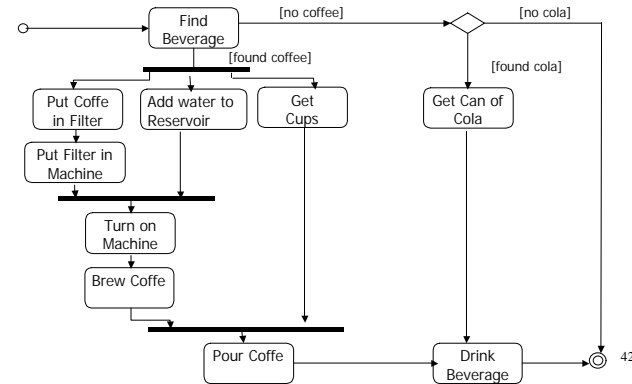 Find
Beverage
[no coffee]
[no cola]
[found coffee]
[found cola]
Put Coffe
in Filter
Add water to
Reservoir
Get
Cups
Get Can of
Cola
Put Filter in
Machine
Turn on
Machine
Brew Coffe
Pour Coffe
Drink
Beverage
42